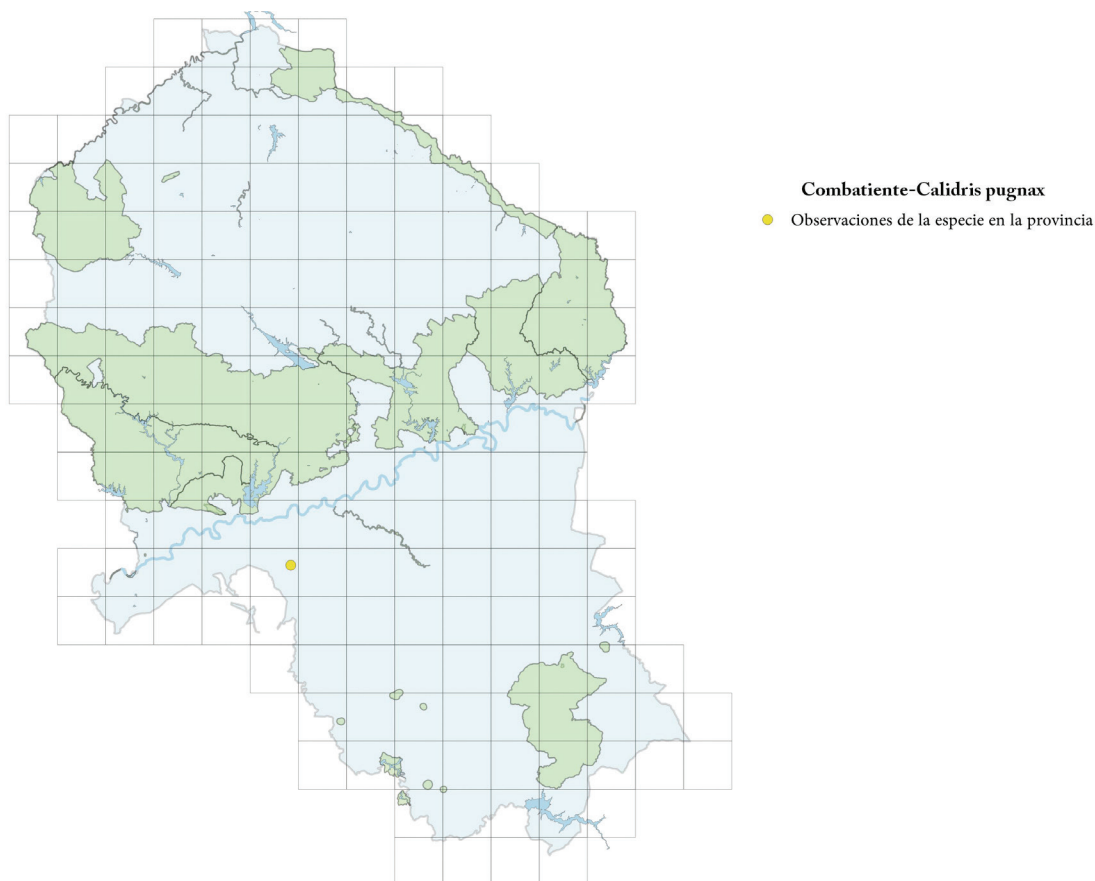 Combatiente-Calidris pugnax
Observaciones de la especie en la provincia